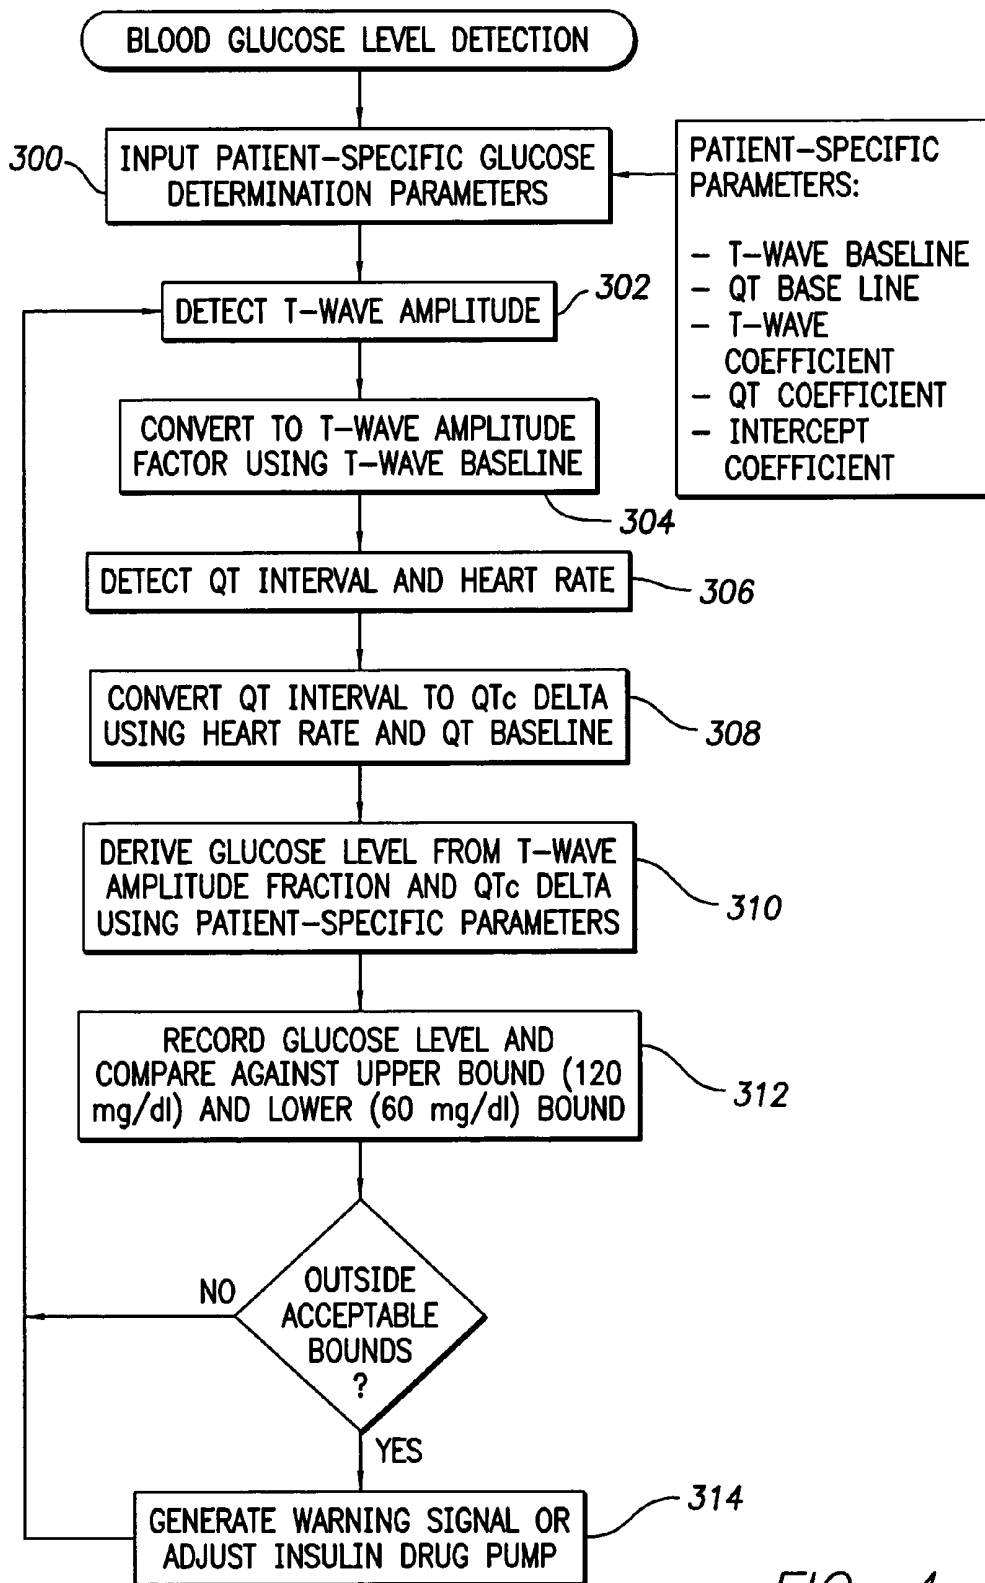 BLOOD GLUCOSE LEVEL DETECTION
300
INPUT PATIENT-SPECIFIC GLUCOSE
DETERMINATION PARAMETERS
PATIENT-SPECIFIC
PARAMETERS:
- T-WAVE BASELINE
- QT BASE LINE
- T-WAVE
COEFFICIENT
- QT COEFFICIENT
- INTERCEPT
COEFFICIENT
DETECT T-WAVE AMPLITUDE
302
CONVERT TO T-WAVE AMPLITUDE
FACTOR USING T-WAVE BASELINE
304
DETECT QT INTERVAL AND HEART RATE
306
CONVERT QT INTERVAL TO QTc DELTA
USING HEART RATE AND QT BASELINE
308
DERIVE GLUCOSE LEVEL FROM T-WAVE
AMPLITUDE FRACTION AND QTc DELTA
USING PATIENT-SPECIFIC PARAMETERS
310
RECORD GLUCOSE LEVEL AND
COMPARE AGAINST UPPER BOUND (120
mg/dl) AND LOWER (60 mg/dl) BOUND
312
NO
OUTSIDE
ACCEPTABLE
BOUNDS
?
YES
GENERATE WARNING SIGNAL OR
ADJUST INSULIN DRUG PUMP
314